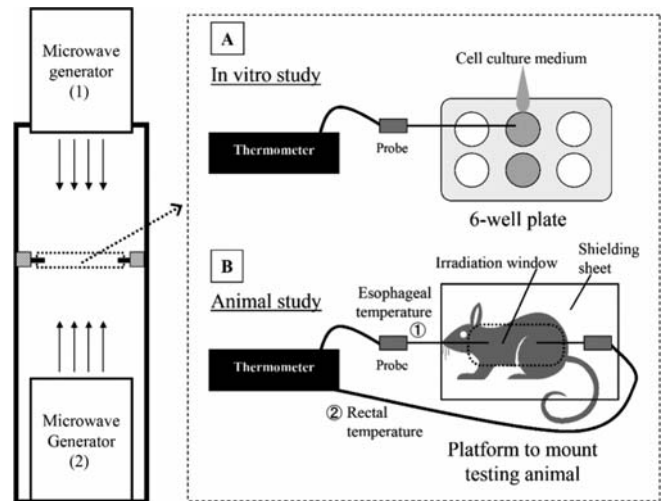 Microwave
generator
(1)
Microwave
Generator
(2)
A
In vitro study
Cell culture medium
Thermometer
Probe
6-well plate
B
Animal study
Irradiation window
Shielding
sheet
Esophageal
temperature
①
Thermometer
Probe
② Rectal
temperature
Platform to mount
testing animal